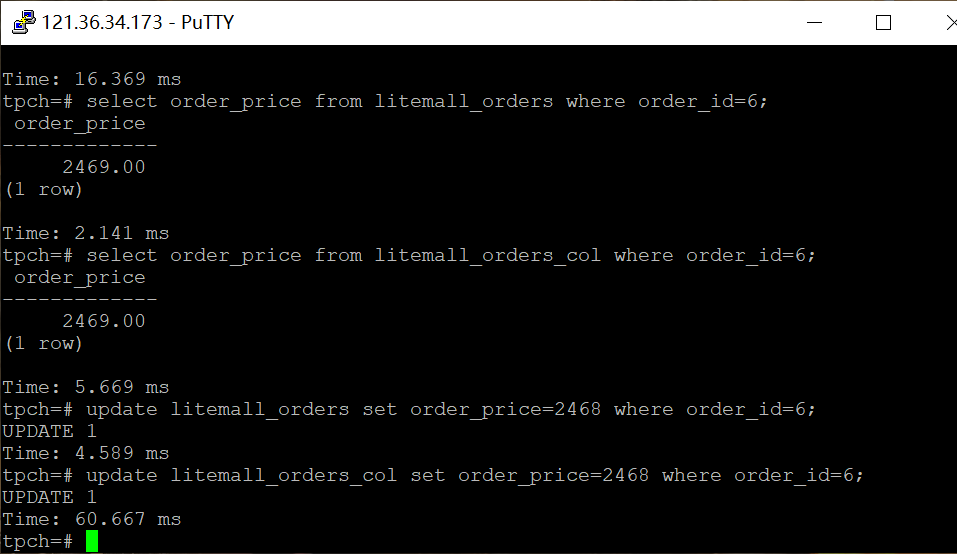 121.36.34.173 - PuTTY
Time: 16.369 ms
tpch=# select order_price from litemall_orders where order_id=6;
 order_price
-------------
     2469.00
(1 row)

Time: 2.141 ms
tpch=# select order_price from litemall_orders_col where order_id=6;
 order_price
-------------
     2469.00
(1 row)

Time: 5.669 ms
tpch=# update litemall_orders set order_price=2468 where order_id=6;
UPDATE 1
Time: 4.589 ms
tpch=# update litemall_orders_col set order_price=2468 where order_id=6;
UPDATE 1
Time: 60.667 ms
tpch=#